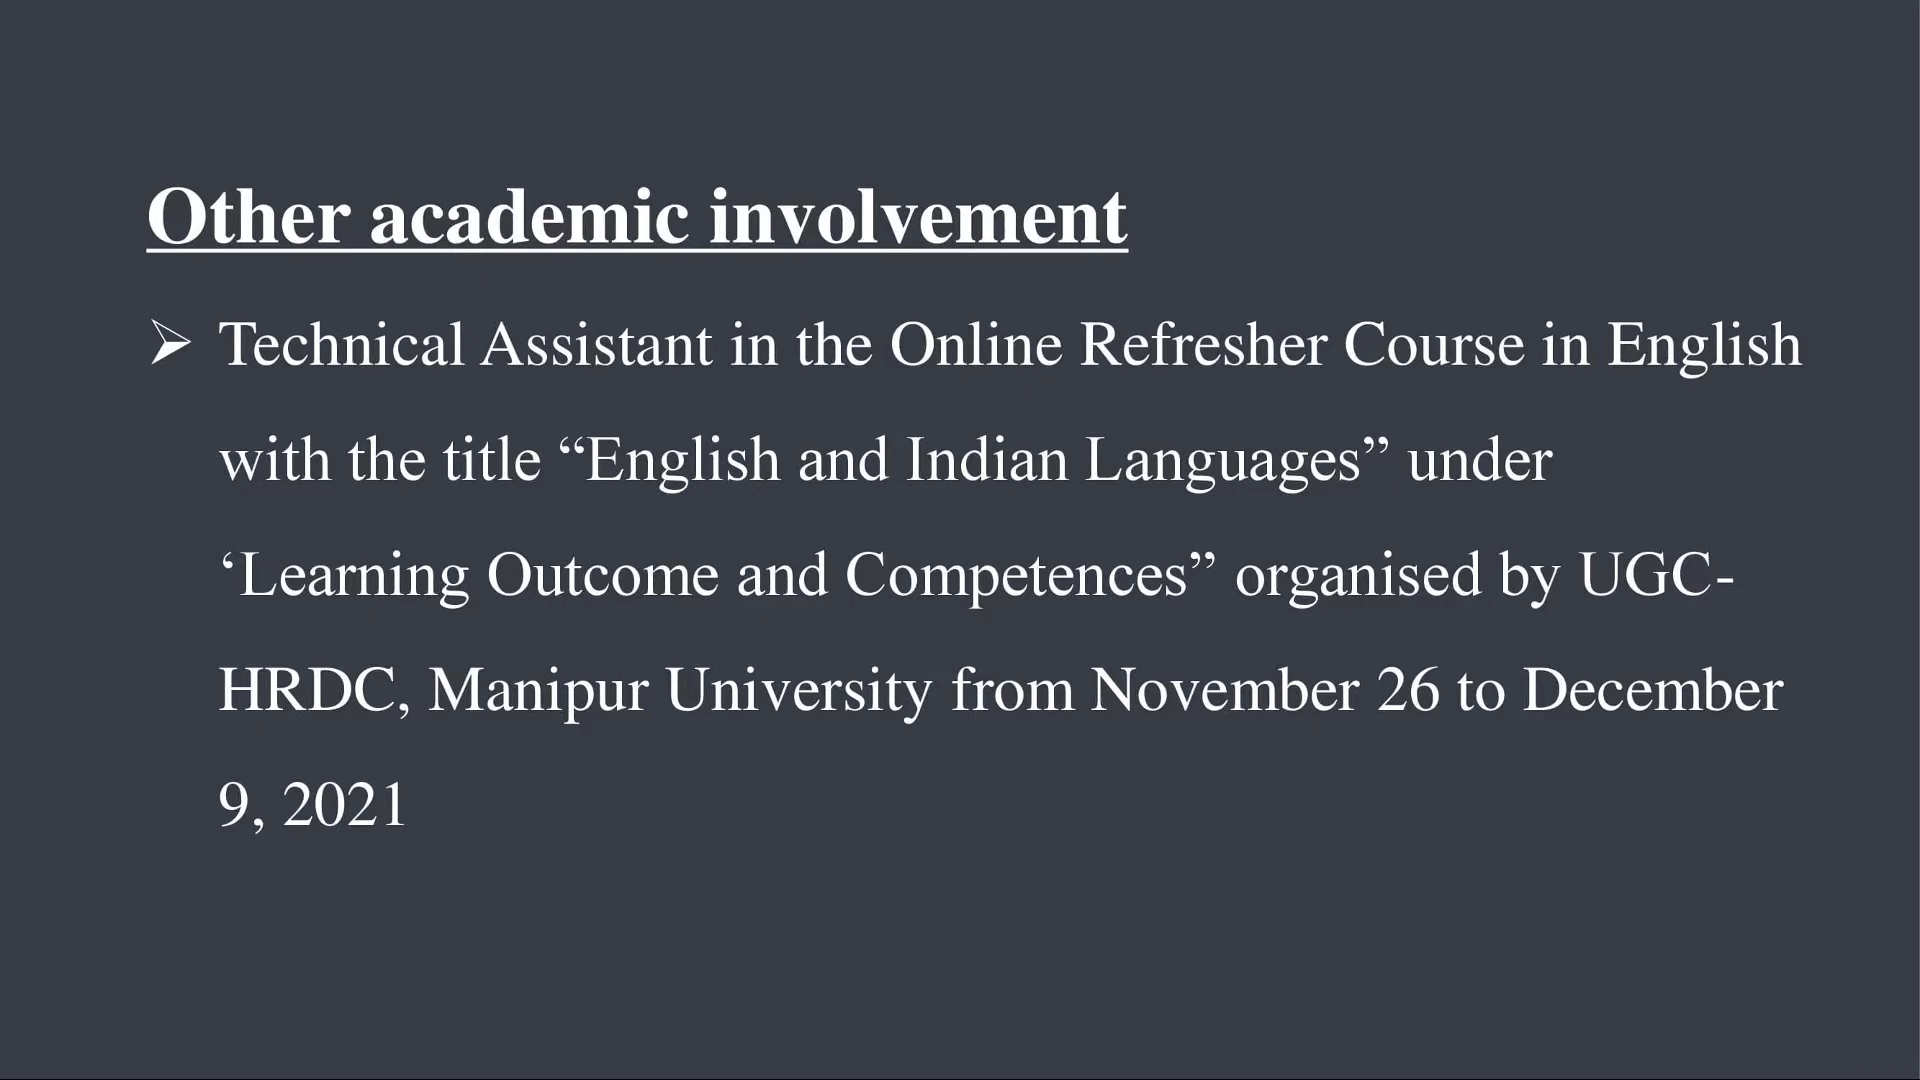 Other academic involvement
➢ Technical Assistant in the Online Refresher Course in English
with the title “English and Indian Languages” under
‘Learning Outcome and Competences” organised by UGC-
HRDC, Manipur University from November 26 to December
9, 2021